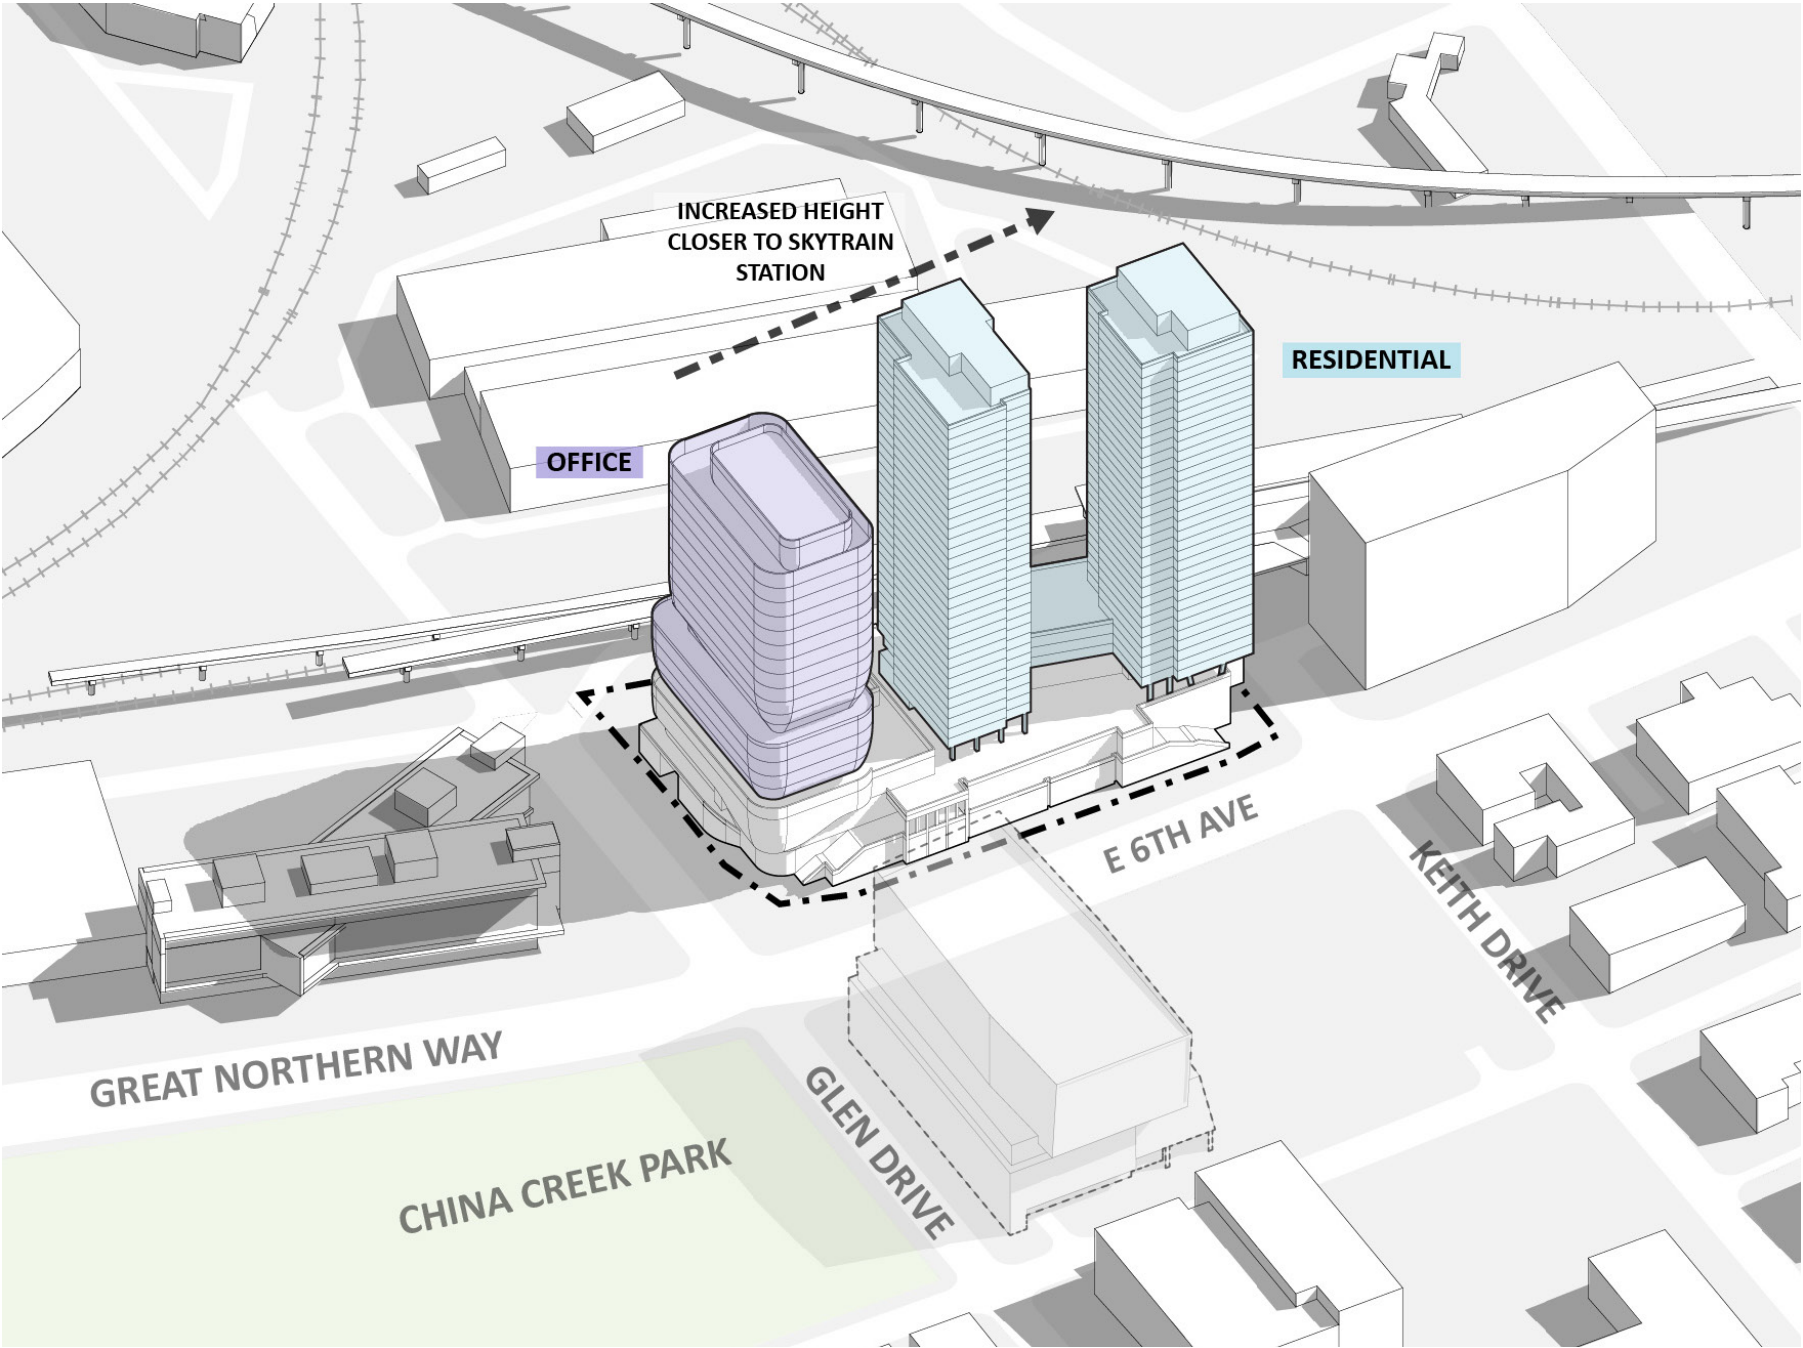 INCREASED HEIGHT
CLOSER TO SKYTRAIN
STATION
RESIDENTIAL
OFFICE
E 6TH AVE
KEITH DRIVE
GREAT NORTHERN WAY
GLEN DRIVE
CHINA CREEK PARK